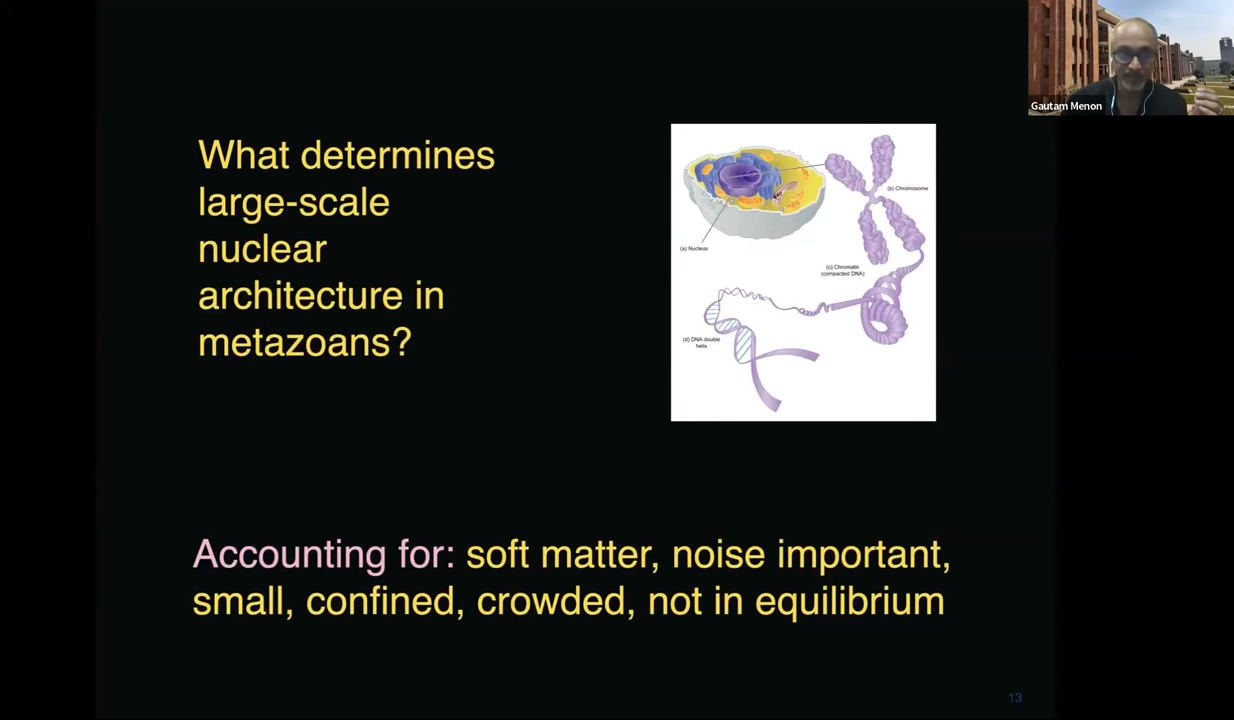 What determines
large-scale
nuclear
architecture in
metazoans?
(a) Nucleus
(b) Chromosome
(c) Chromatin
(compacted DNA)
(d) DNA double
helix
Accounting for: soft matter, noise important,
small, confined, crowded, not in equilibrium
13
Gautam Menon